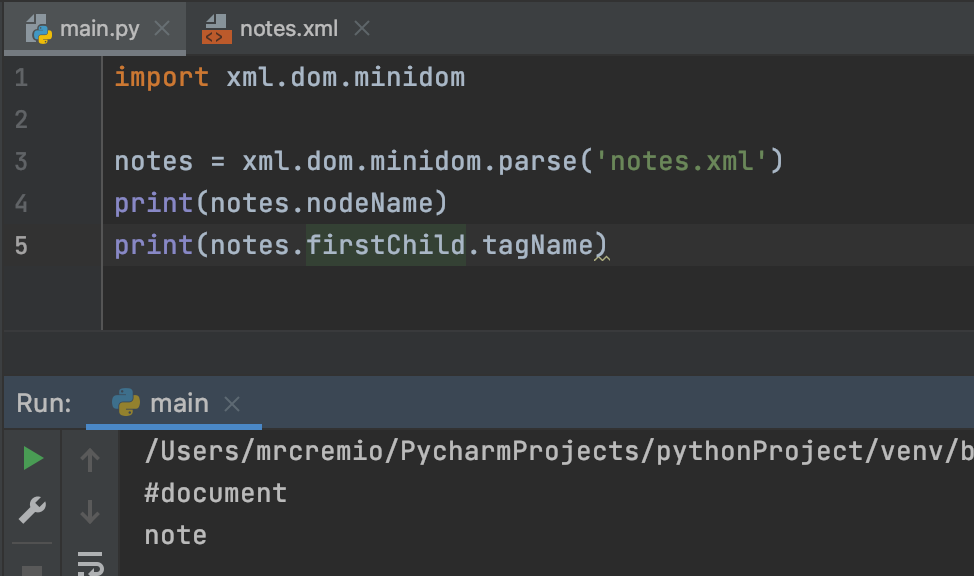 main.py
notes.xml
1 import xml.dom.minidom
2
3 notes = xml.dom.minidom.parse('notes.xml')
4 print(notes.nodeName)
5 print(notes.firstChild.tagName)
Run: main
/Users/mrcremio/PycharmProjects/pythonProject/venv/b
#document
note